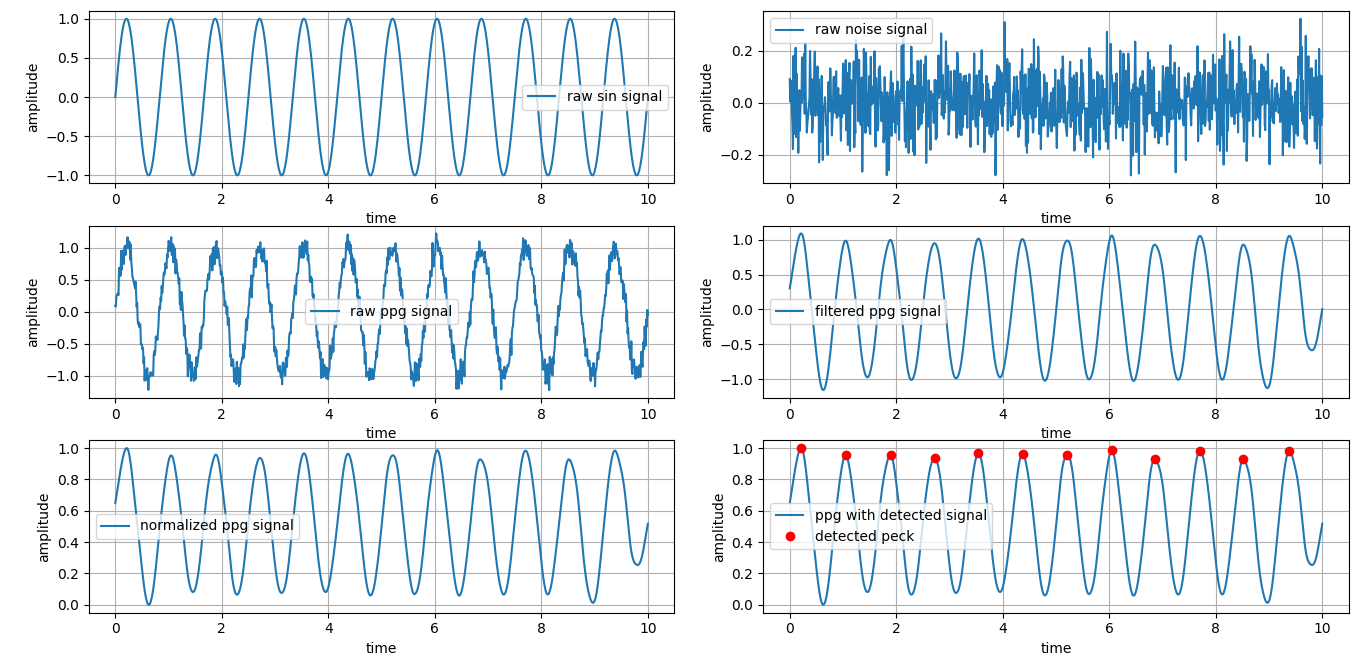 1.0
0.5
0.0
−0.5
−1.0
amplitude
raw sin signal
0 2 4 6 8 10
time
0.2
0.0
−0.2
amplitude
raw noise signal
0 2 4 6 8 10
time
1.0
0.5
0.0
−0.5
−1.0
amplitude
raw ppg signal
0 2 4 6 8 10
time
1.0
0.5
0.0
−0.5
−1.0
amplitude
filtered ppg signal
0 2 4 6 8 10
time
1.0
0.8
0.6
0.4
0.2
0.0
amplitude
normalized ppg signal
0 2 4 6 8 10
time
1.0
0.8
0.6
0.4
0.2
0.0
amplitude
ppg with detected signal
detected peck
0 2 4 6 8 10
time